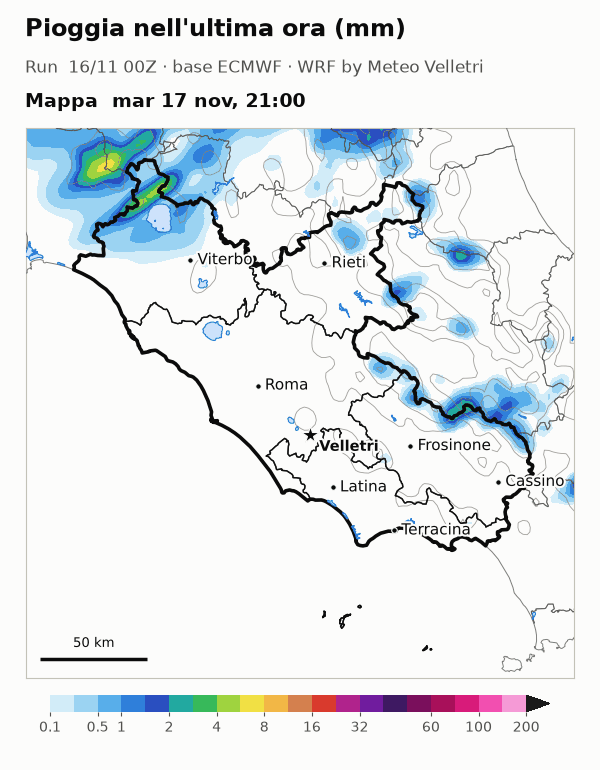 Pioggia nell'ultima ora (mm)
Run  16/11 00Z · base ECMWF · WRF by Meteo Velletri
Mappa  mar 17 nov, 21:00
Viterbo
Rieti
Roma
Velletri
Frosinone
Latina
Cassino
Terracina
50 km
0.1 0.5 1 2 4 8 16 32 60 100 200